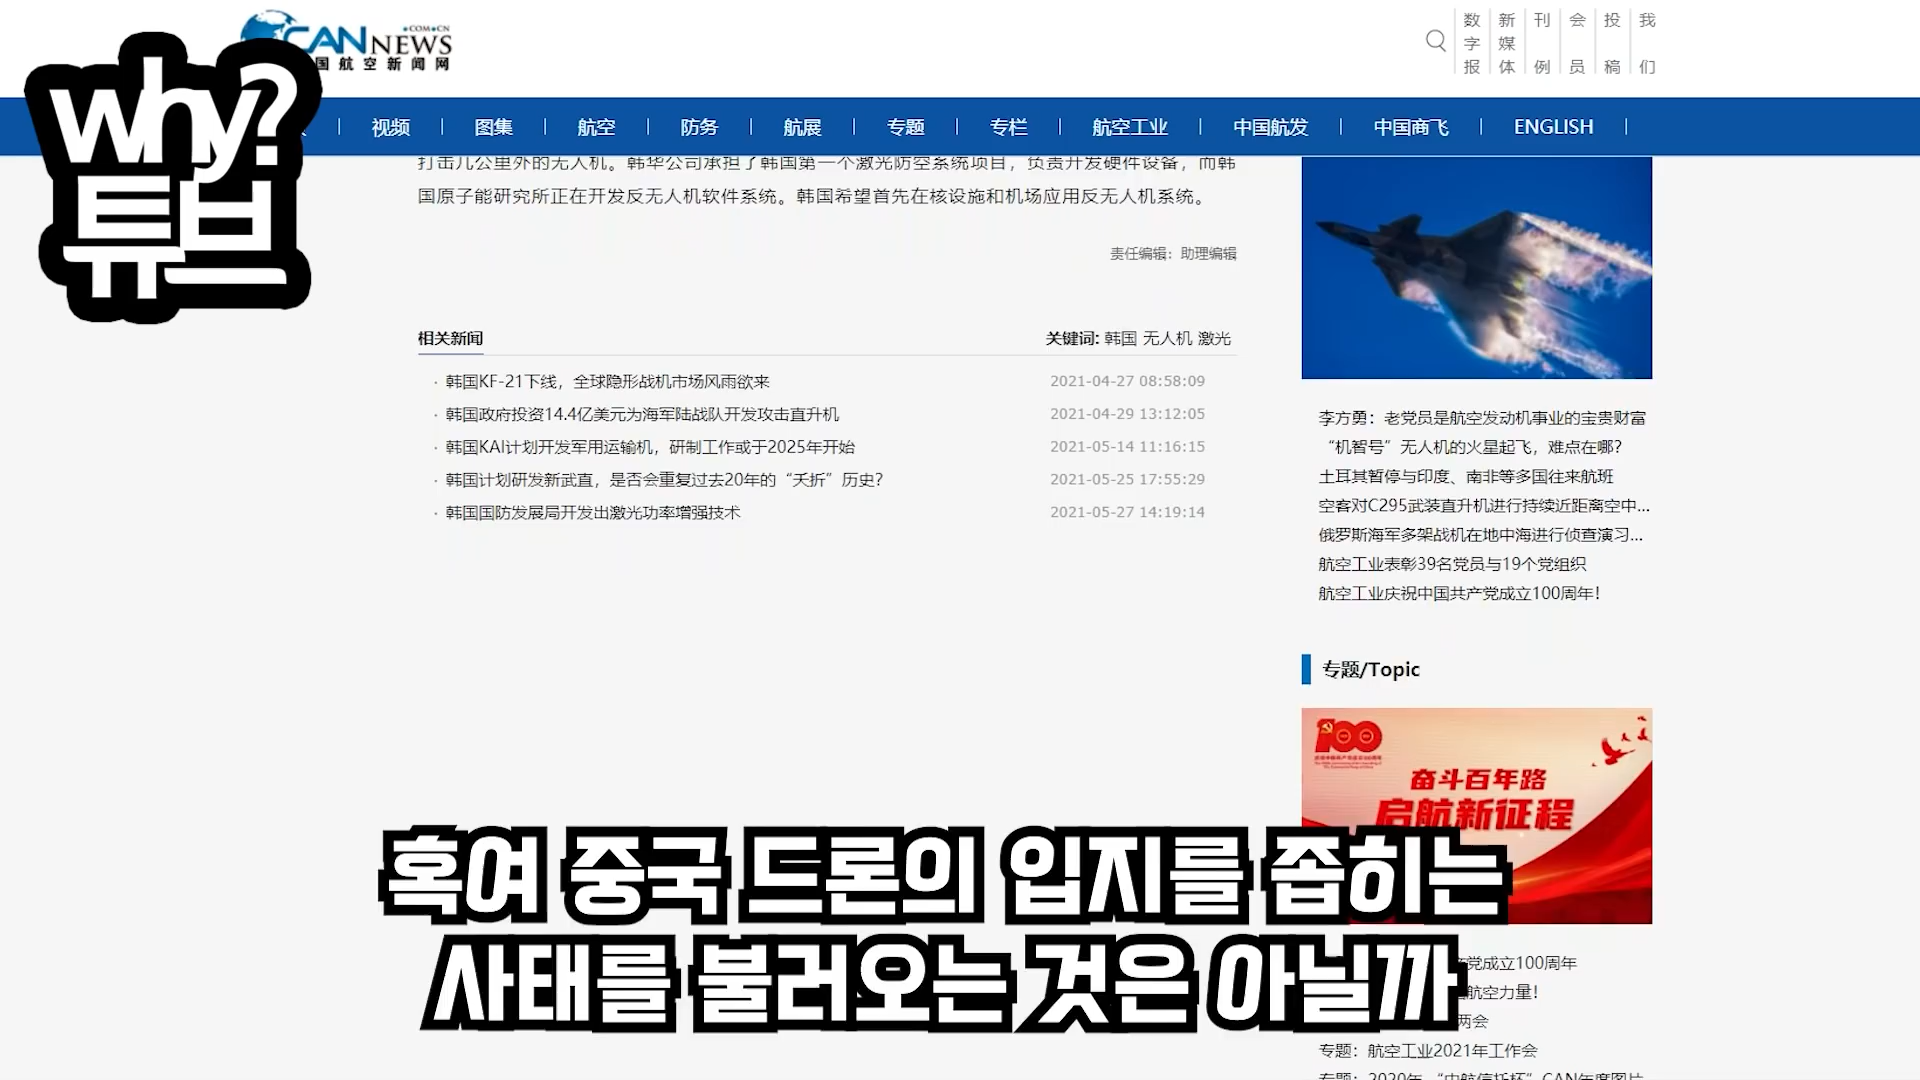 CANNEWS
.COM.CN
国航空新闻网
why?
튜브
数字报
新媒体
刊例
会员
投稿
我们
视频
图集
航空
防务
航展
专题
专栏
航空工业
中国航发
中国商飞
ENGLISH
打击几公里外的无人机。韩华公司承担了韩国第一个激光防空系统项目，负责开发硬件设备，而韩
国原子能研究所正在开发反无人机软件系统。韩国希望首先在核设施和机场应用反无人机系统。
责任编辑：助理编辑
相关新闻
关键词: 韩国 无人机 激光
· 韩国KF-21下线，全球隐形战机市场风雨欲来 2021-04-27 08:58:09
· 韩国政府投资14.4亿美元为海军陆战队开发攻击直升机 2021-04-29 13:12:05
· 韩国KAI计划开发军用运输机，研制工作或于2025年开始 2021-05-14 11:16:15
· 韩国计划研发新武直，是否会重复过去20年的“夭折”历史？ 2021-05-25 17:55:29
· 韩国国防发展局开发出激光功率增强技术 2021-05-27 14:19:14
李方勇：老党员是航空发动机事业的宝贵财富
“机智号”无人机的火星起飞，难点在哪？
土耳其暂停与印度、南非等多国往来航班
空客对C295武装直升机进行持续近距离空中...
俄罗斯海军多架战机在地中海进行侦查演习...
航空工业表彰39名党员与19个党组织
航空工业庆祝中国共产党成立100周年！
专题/Topic
100
奋斗百年路
启航新征程
혹여 중국 드론의 입지를 좁히는
사태를 불러오는 것은 아닐까
党成立100周年
航空力量！
两会
专题：航空工业2021年工作会
专题：2020年“中航信托杯”CAN年度图片